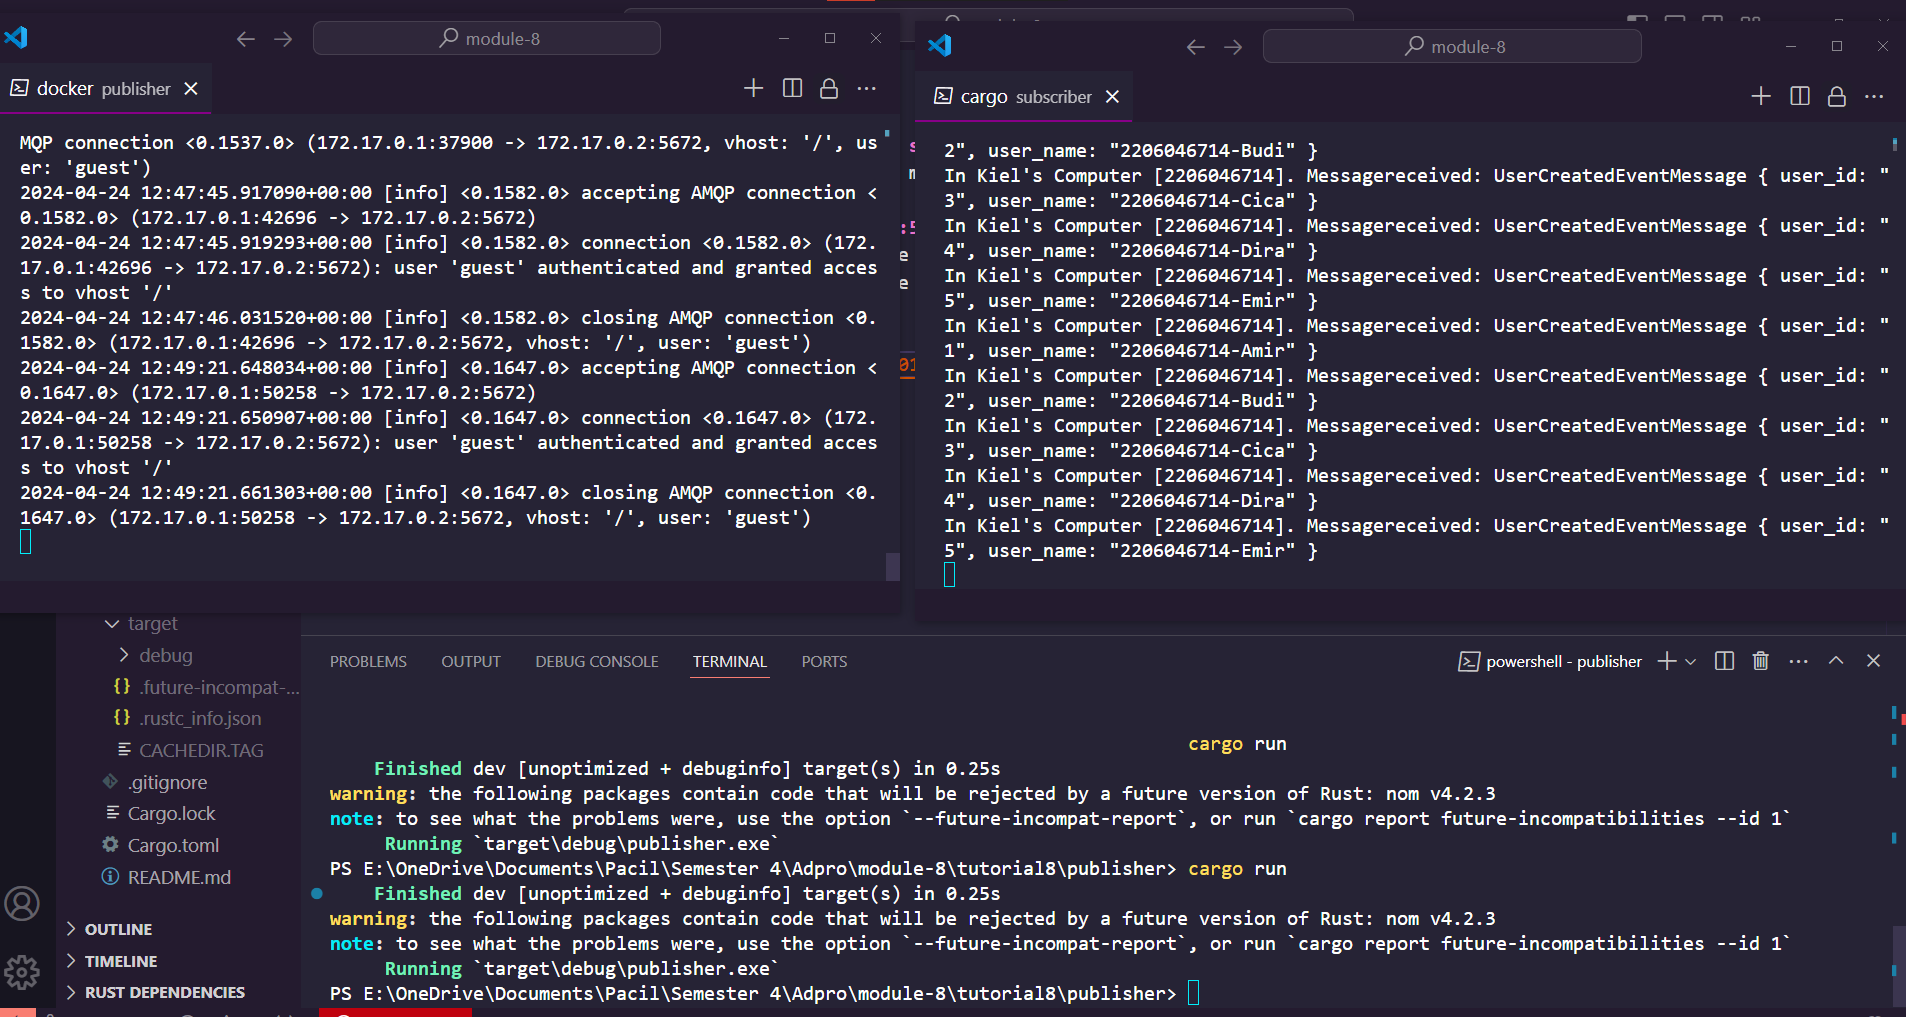 module-8
docker publisher
MQP connection <0.1537.0> (172.17.0.1:37900 -> 172.17.0.2:5672, vhost: '/', us
er: 'guest')
2024-04-24 12:47:45.917090+00:00 [info] <0.1582.0> accepting AMQP connection <
0.1582.0> (172.17.0.1:42696 -> 172.17.0.2:5672)
2024-04-24 12:47:45.919293+00:00 [info] <0.1582.0> connection <0.1582.0> (172.
17.0.1:42696 -> 172.17.0.2:5672): user 'guest' authenticated and granted acces
s to vhost '/'
2024-04-24 12:47:46.031520+00:00 [info] <0.1582.0> closing AMQP connection <0.
1582.0> (172.17.0.1:42696 -> 172.17.0.2:5672, vhost: '/', user: 'guest')
2024-04-24 12:49:21.648034+00:00 [info] <0.1647.0> accepting AMQP connection <
0.1647.0> (172.17.0.1:50258 -> 172.17.0.2:5672)
2024-04-24 12:49:21.650907+00:00 [info] <0.1647.0> connection <0.1647.0> (172.
17.0.1:50258 -> 172.17.0.2:5672): user 'guest' authenticated and granted acces
s to vhost '/'
2024-04-24 12:49:21.661303+00:00 [info] <0.1647.0> closing AMQP connection <0.
1647.0> (172.17.0.1:50258 -> 172.17.0.2:5672, vhost: '/', user: 'guest')
module-8
cargo subscriber
2", user_name: "2206046714-Budi" }
In Kiel's Computer [2206046714]. Messagereceived: UserCreatedEventMessage { user_id: "
3", user_name: "2206046714-Cica" }
In Kiel's Computer [2206046714]. Messagereceived: UserCreatedEventMessage { user_id: "
4", user_name: "2206046714-Dira" }
In Kiel's Computer [2206046714]. Messagereceived: UserCreatedEventMessage { user_id: "
5", user_name: "2206046714-Emir" }
In Kiel's Computer [2206046714]. Messagereceived: UserCreatedEventMessage { user_id: "
1", user_name: "2206046714-Amir" }
In Kiel's Computer [2206046714]. Messagereceived: UserCreatedEventMessage { user_id: "
2", user_name: "2206046714-Budi" }
In Kiel's Computer [2206046714]. Messagereceived: UserCreatedEventMessage { user_id: "
3", user_name: "2206046714-Cica" }
In Kiel's Computer [2206046714]. Messagereceived: UserCreatedEventMessage { user_id: "
4", user_name: "2206046714-Dira" }
In Kiel's Computer [2206046714]. Messagereceived: UserCreatedEventMessage { user_id: "
5", user_name: "2206046714-Emir" }
target
debug
{} .future-incompat-...
{} .rustc_info.json
CACHEDIR.TAG
.gitignore
Cargo.lock
Cargo.toml
README.md
OUTLINE
TIMELINE
RUST DEPENDENCIES
PROBLEMS OUTPUT DEBUG CONSOLE TERMINAL PORTS
powershell - publisher
cargo run
Finished dev [unoptimized + debuginfo] target(s) in 0.25s
warning: the following packages contain code that will be rejected by a future version of Rust: nom v4.2.3
note: to see what the problems were, use the option `--future-incompat-report`, or run `cargo report future-incompatibilities --id 1`
Running `target\debug\publisher.exe`
PS E:\OneDrive\Documents\Pacil\Semester 4\Adpro\module-8\tutorial8\publisher> cargo run
Finished dev [unoptimized + debuginfo] target(s) in 0.25s
warning: the following packages contain code that will be rejected by a future version of Rust: nom v4.2.3
note: to see what the problems were, use the option `--future-incompat-report`, or run `cargo report future-incompatibilities --id 1`
Running `target\debug\publisher.exe`
PS E:\OneDrive\Documents\Pacil\Semester 4\Adpro\module-8\tutorial8\publisher>